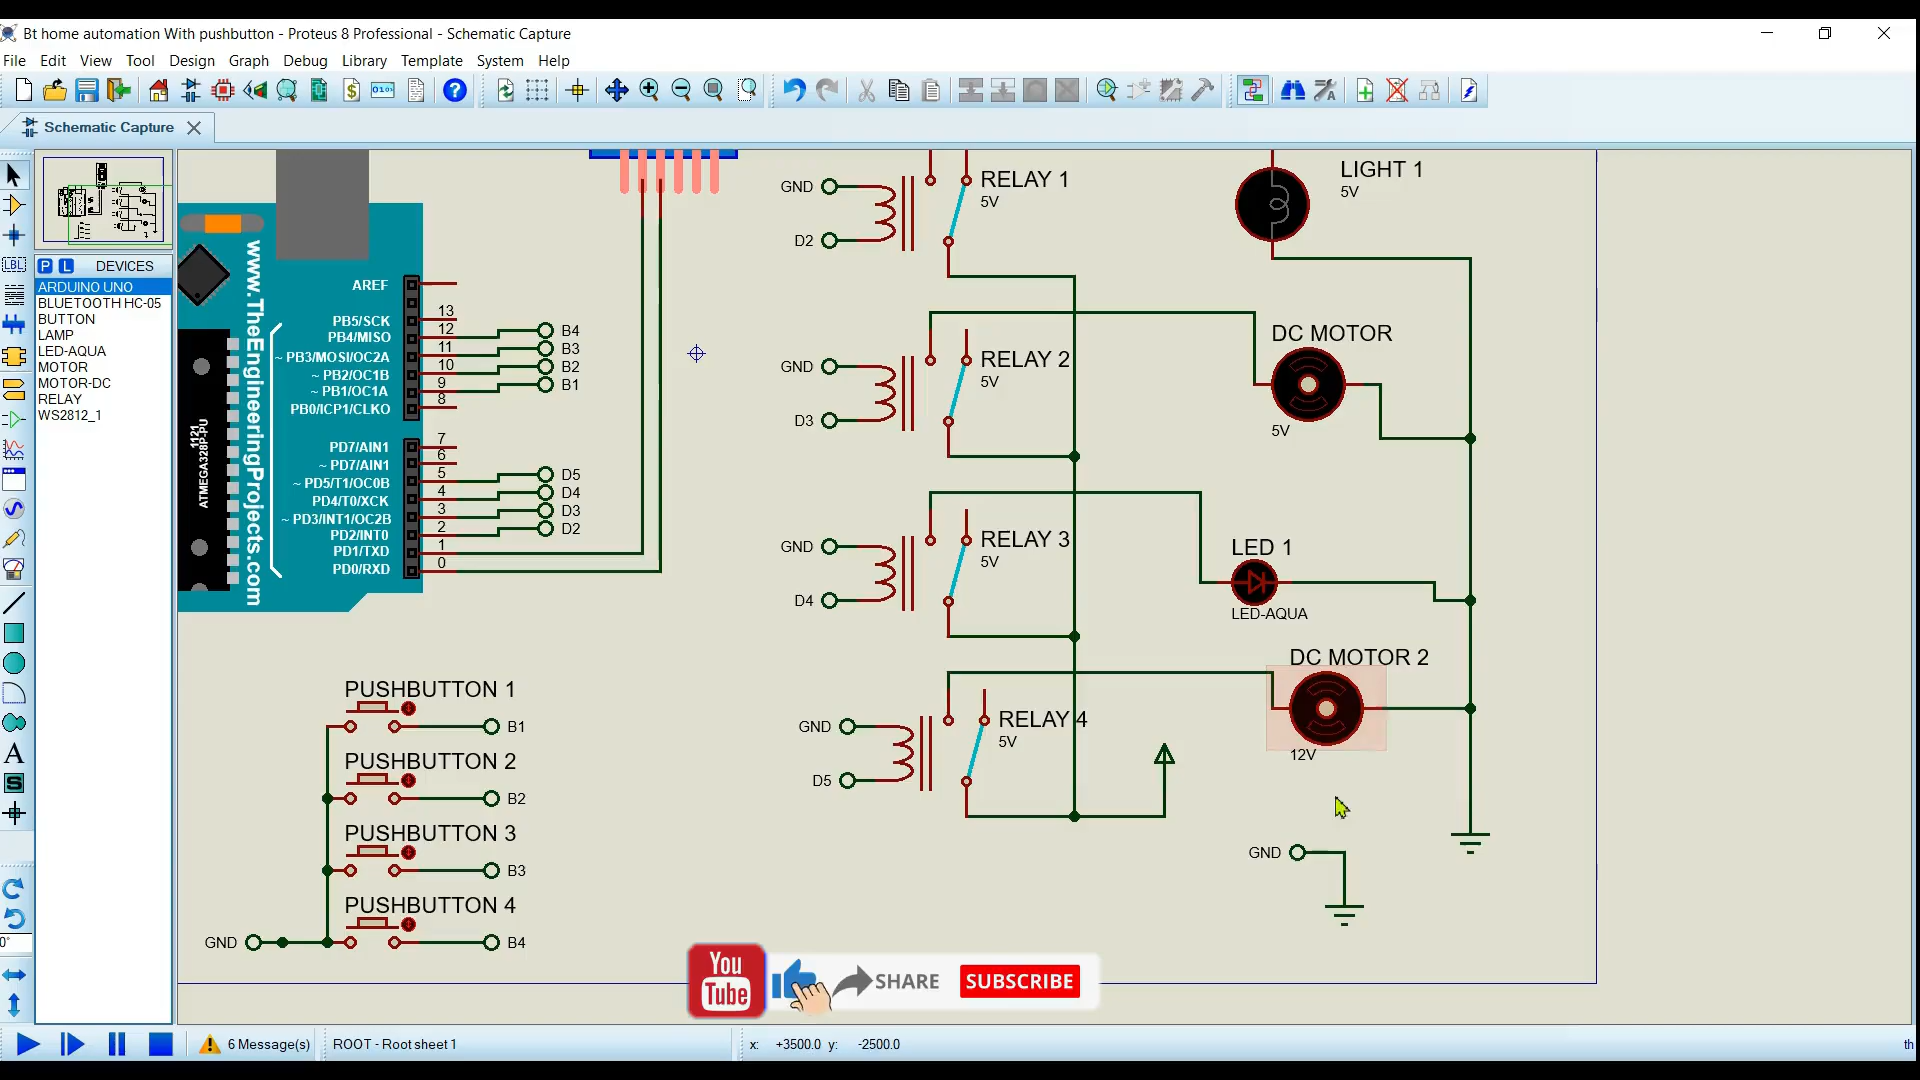 Bt home automation With pushbutton - Proteus 8 Professional - Schematic Capture
File Edit View Tool Design Graph Debug Library Template System Help
Schematic Capture
P L DEVICES
ARDUINO UNO
BLUETOOTH HC-05
BUTTON
LAMP
LED-AQUA
MOTOR
MOTOR-DC
RELAY
WS2812_1
LBL
A
S
www.TheEngineeringProjects.com
1121
ATMEGA328P-PU
AREF
PB5/SCK 13
PB4/MISO 12 B4
~ PB3/MOSI/OC2A 11 B3
~ PB2/OC1B 10 B2
~ PB1/OC1A 9 B1
PB0/ICP1/CLKO 8
PD7/AIN1 7
~ PD7/AIN1 6
~ PD5/T1/OC0B 5 D5
PD4/T0/XCK 4 D4
~ PD3/INT1/OC2B 3 D3
PD2/INT0 2 D2
PD1/TXD 1
PD0/RXD 0
GND RELAY 1
5V
D2
LIGHT 1
5V
GND RELAY 2
5V
D3
DC MOTOR
5V
GND RELAY 3
5V
D4
LED 1
LED-AQUA
GND RELAY 4
5V
D5
DC MOTOR 2
12V
GND
PUSHBUTTON 1
B1
PUSHBUTTON 2
B2
PUSHBUTTON 3
B3
PUSHBUTTON 4
GND B4
You
Tube
SHARE SUBSCRIBE
6 Message(s) ROOT - Root sheet 1 x: +3500.0 y: -2500.0 th